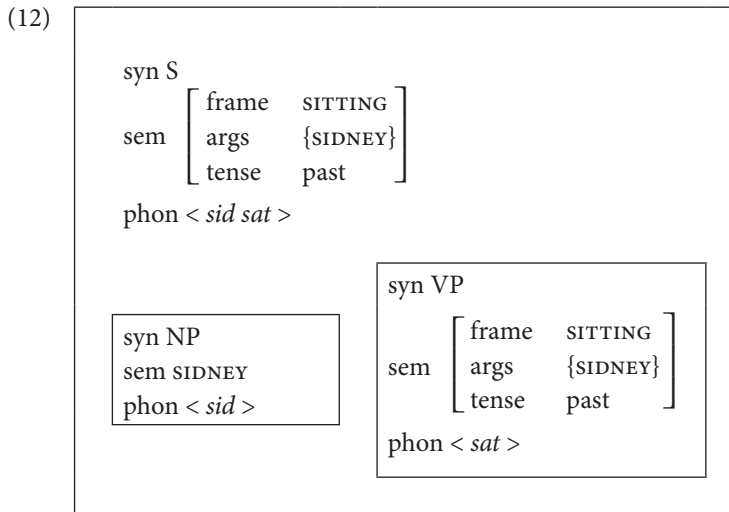 (12)
syn S
sem [ frame SITTING
args {SIDNEY}
tense past ]
phon < sid sat >
syn NP
sem SIDNEY
phon < sid >
syn VP
sem [ frame SITTING
args {SIDNEY}
tense past ]
phon < sat >